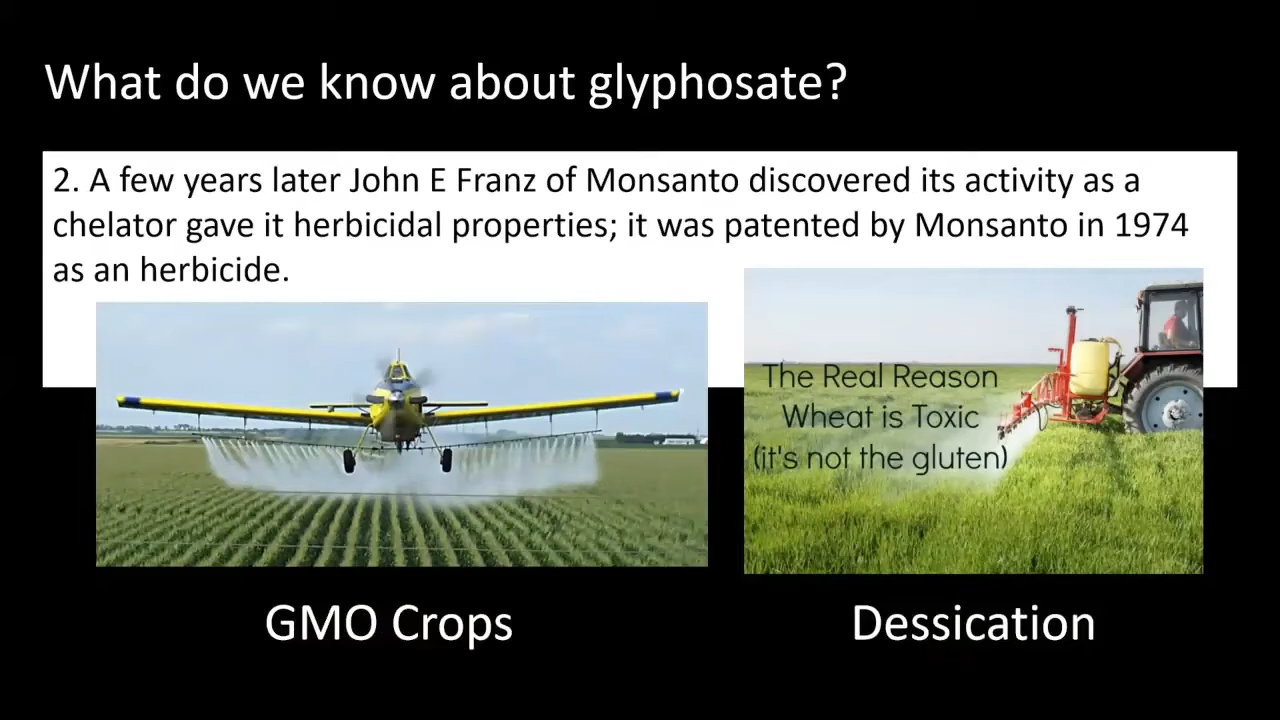 What do we know about glyphosate?
2. A few years later John E Franz of Monsanto discovered its activity as a
chelator gave it herbicidal properties; it was patented by Monsanto in 1974
as an herbicide.
The Real Reason
Wheat is Toxic
(it's not the gluten)
GMO Crops
Dessication